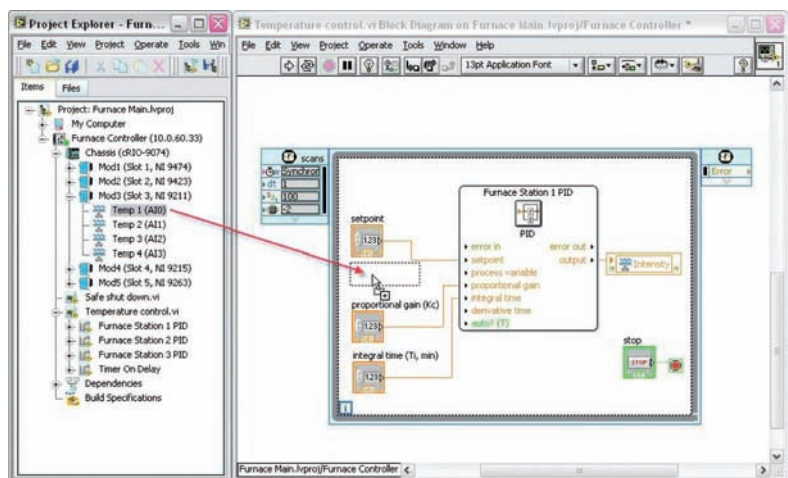 Project Explorer - Furn...
File Edit View Project Operate Tools Win
Items Files
Project: Furnace Main.lvproj
My Computer
Furnace Controller (10.0.60.33)
Chassis (cRIO-9074)
Mod1 (Slot 1, NI 9474)
Mod2 (Slot 2, NI 9423)
Mod3 (Slot 3, NI 9211)
Temp 1 (AI0)
Temp 2 (AI1)
Temp 3 (AI2)
Temp 4 (AI3)
Mod4 (Slot 4, NI 9215)
Mod5 (Slot 5, NI 9263)
Safe shut down.vi
Temperature control.vi
Furnace Station 1 PID
Furnace Station 2 PID
Furnace Station 3 PID
Timer On Delay
Dependencies
Build Specifications
Temperature control.vi Block Diagram on Furnace Main.lvproj/Furnace Controller *
File Edit View Project Operate Tools Window Help
13pt Application Font
scans
Synchron
dt 1
100
-2
Error
setpoint
1.23
proportional gain (Kc)
1.23
integral time (Ti, min)
1.23
Furnace Station 1 PID
PID
error in error out
setpoint output
process variable
proportional gain
integral time
derivative time
auto? (T)
Intensity
stop
STOP
i
Furnace Main.lvproj/Furnace Controller